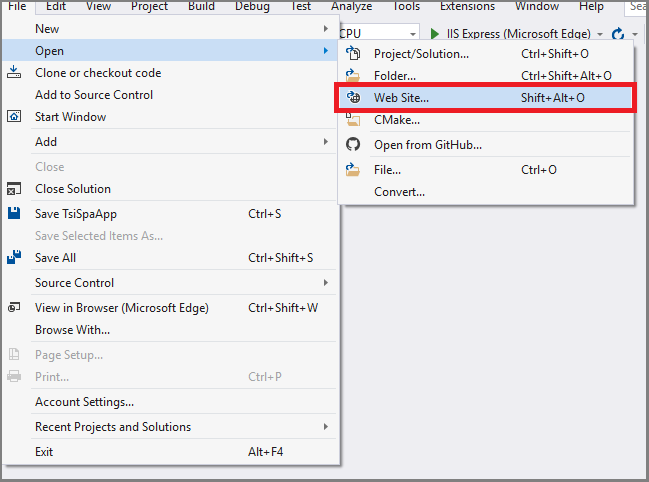 File Edit View Project Build Debug Test Analyze Tools Extensions Window Help
CPU IIS Express (Microsoft Edge)
New
Open
Clone or checkout code
Add to Source Control
Start Window
Add
Close
Close Solution
Save TsiSpaApp Ctrl+S
Save Selected Items As...
Save All Ctrl+Shift+S
Source Control
View in Browser (Microsoft Edge) Ctrl+Shift+W
Browse With...
Page Setup...
Print... Ctrl+P
Account Settings...
Recent Projects and Solutions
Exit Alt+F4
Project/Solution... Ctrl+Shift+O
Folder... Ctrl+Shift+Alt+O
Web Site... Shift+Alt+O
CMake...
Open from GitHub...
File... Ctrl+O
Convert...